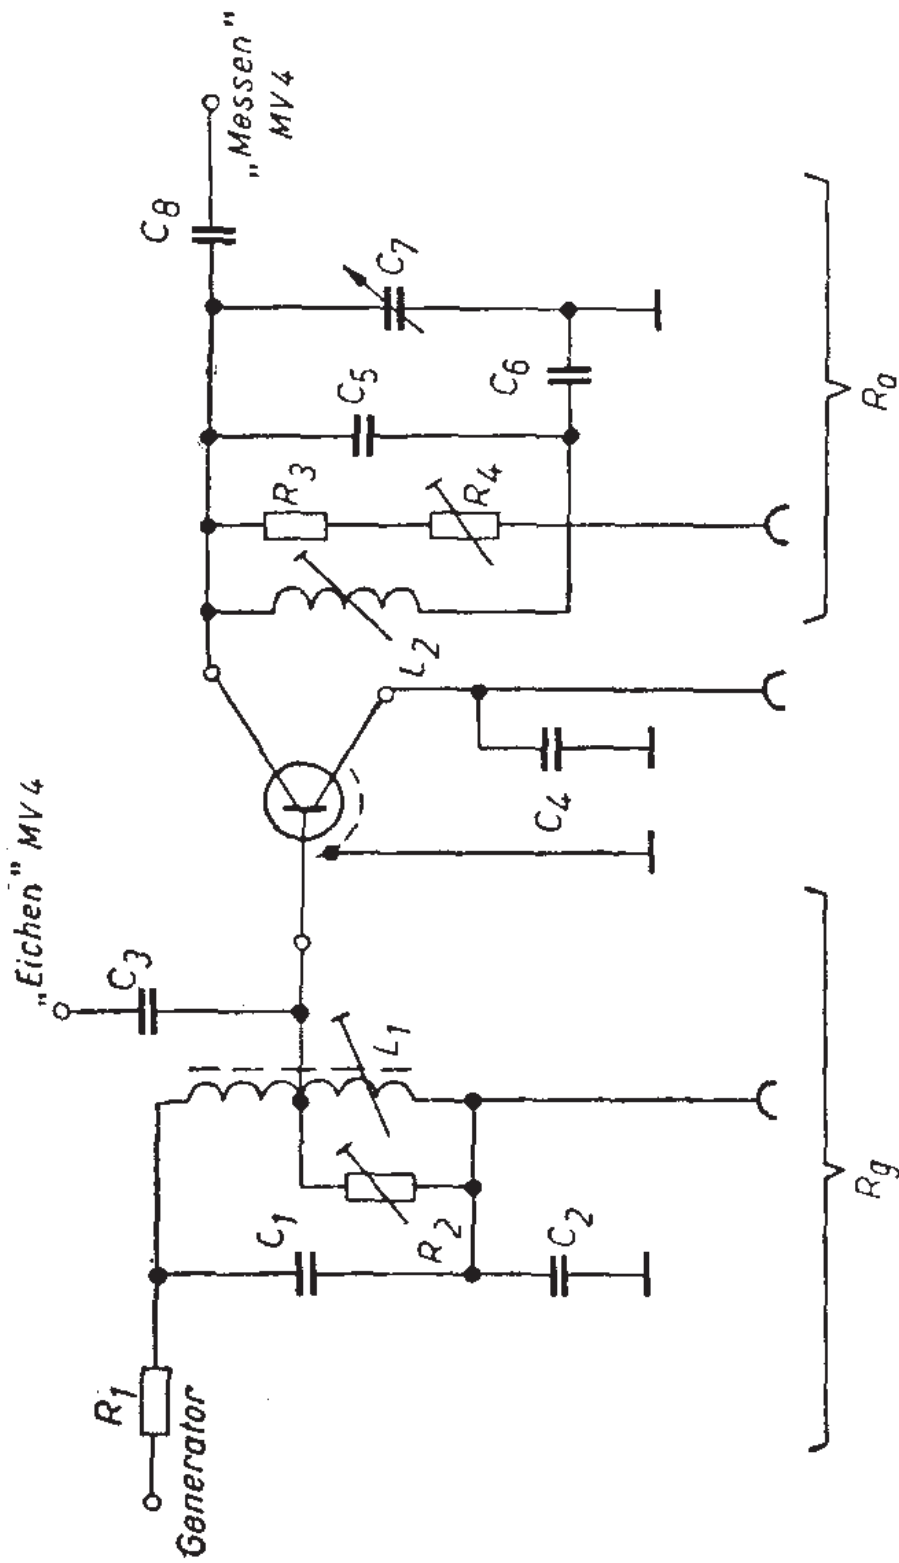 „Eichen” MV 4
„Messen”
MV 4
Generator
R1
C1
R2
C2
L1
C3
C4
L2
R3
R4
C5
C6
C7
C8
Rg
Ra